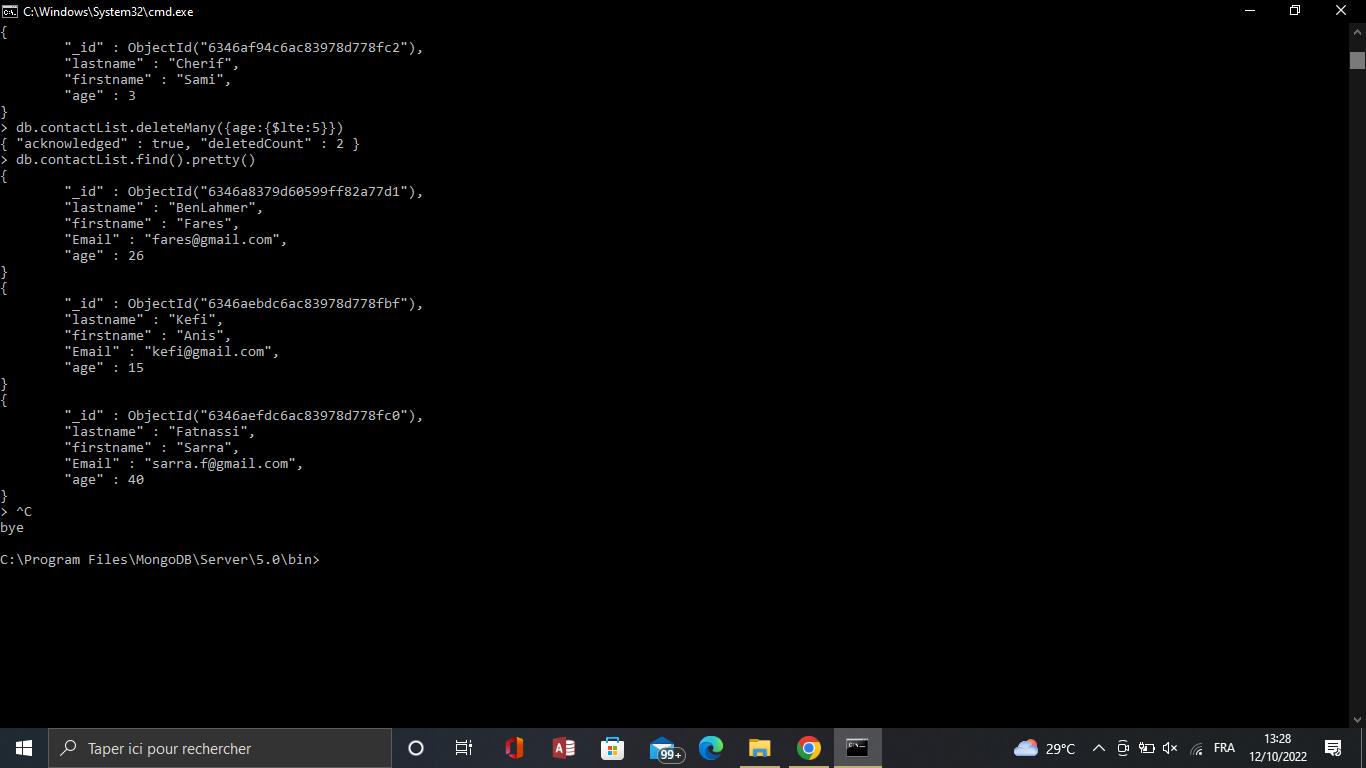 C:\Windows\System32\cmd.exe
{
        "_id" : ObjectId("6346af94c6ac83978d778fc2"),
        "lastname" : "Cherif",
        "firstname" : "Sami",
        "age" : 3
}
> db.contactList.deleteMany({age:{$lte:5}})
{ "acknowledged" : true, "deletedCount" : 2 }
> db.contactList.find().pretty()
{
        "_id" : ObjectId("6346a8379d60599ff82a77d1"),
        "lastname" : "BenLahmer",
        "firstname" : "Fares",
        "Email" : "fares@gmail.com",
        "age" : 26
}
{
        "_id" : ObjectId("6346aebdc6ac83978d778fbf"),
        "lastname" : "Kefi",
        "firstname" : "Anis",
        "Email" : "kefi@gmail.com",
        "age" : 15
}
{
        "_id" : ObjectId("6346aefdc6ac83978d778fc0"),
        "lastname" : "Fatnassi",
        "firstname" : "Sarra",
        "Email" : "sarra.f@gmail.com",
        "age" : 40
}
> ^C
bye
C:\Program Files\MongoDB\Server\5.0\bin>
Taper ici pour rechercher
99+
29°C
FRA
13:28
12/10/2022